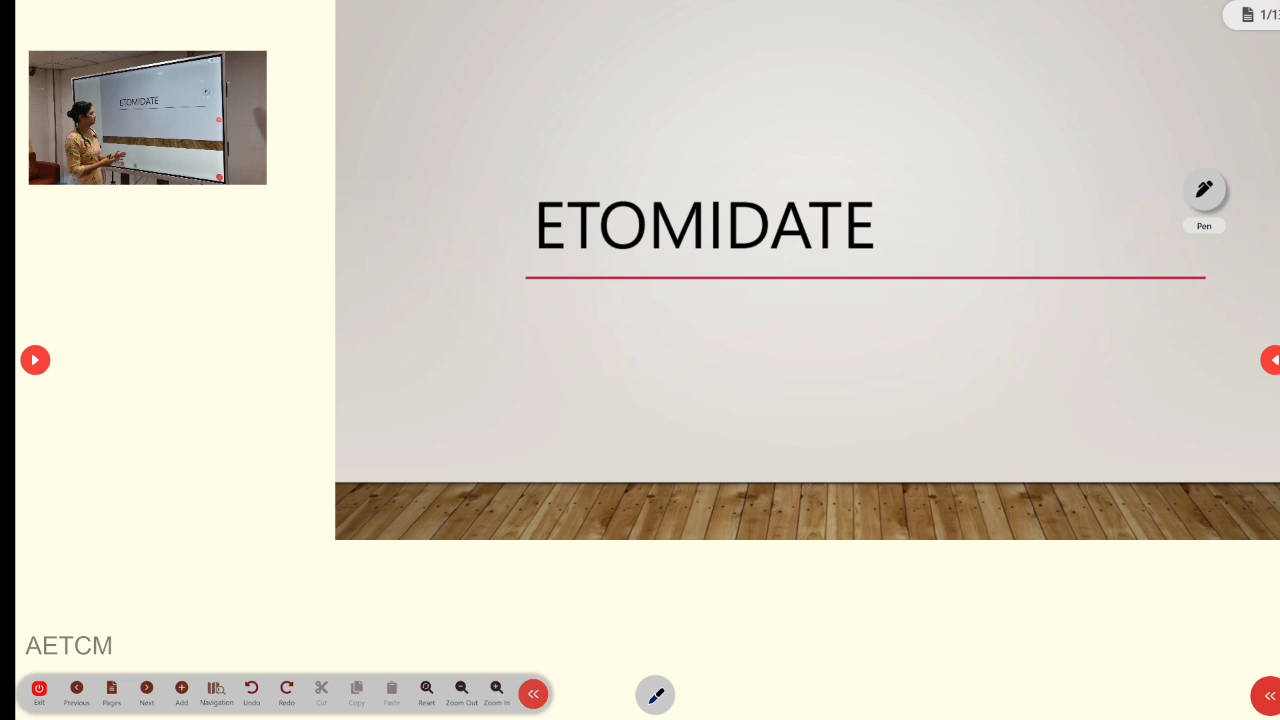 1/13
ETOMIDATE
ETOMIDATE
Pen
AETCM
Exit
Previous
Pages
Next
Add
Navigation
Undo
Redo
Cut
Copy
Paste
Reset
Zoom Out
Zoom In